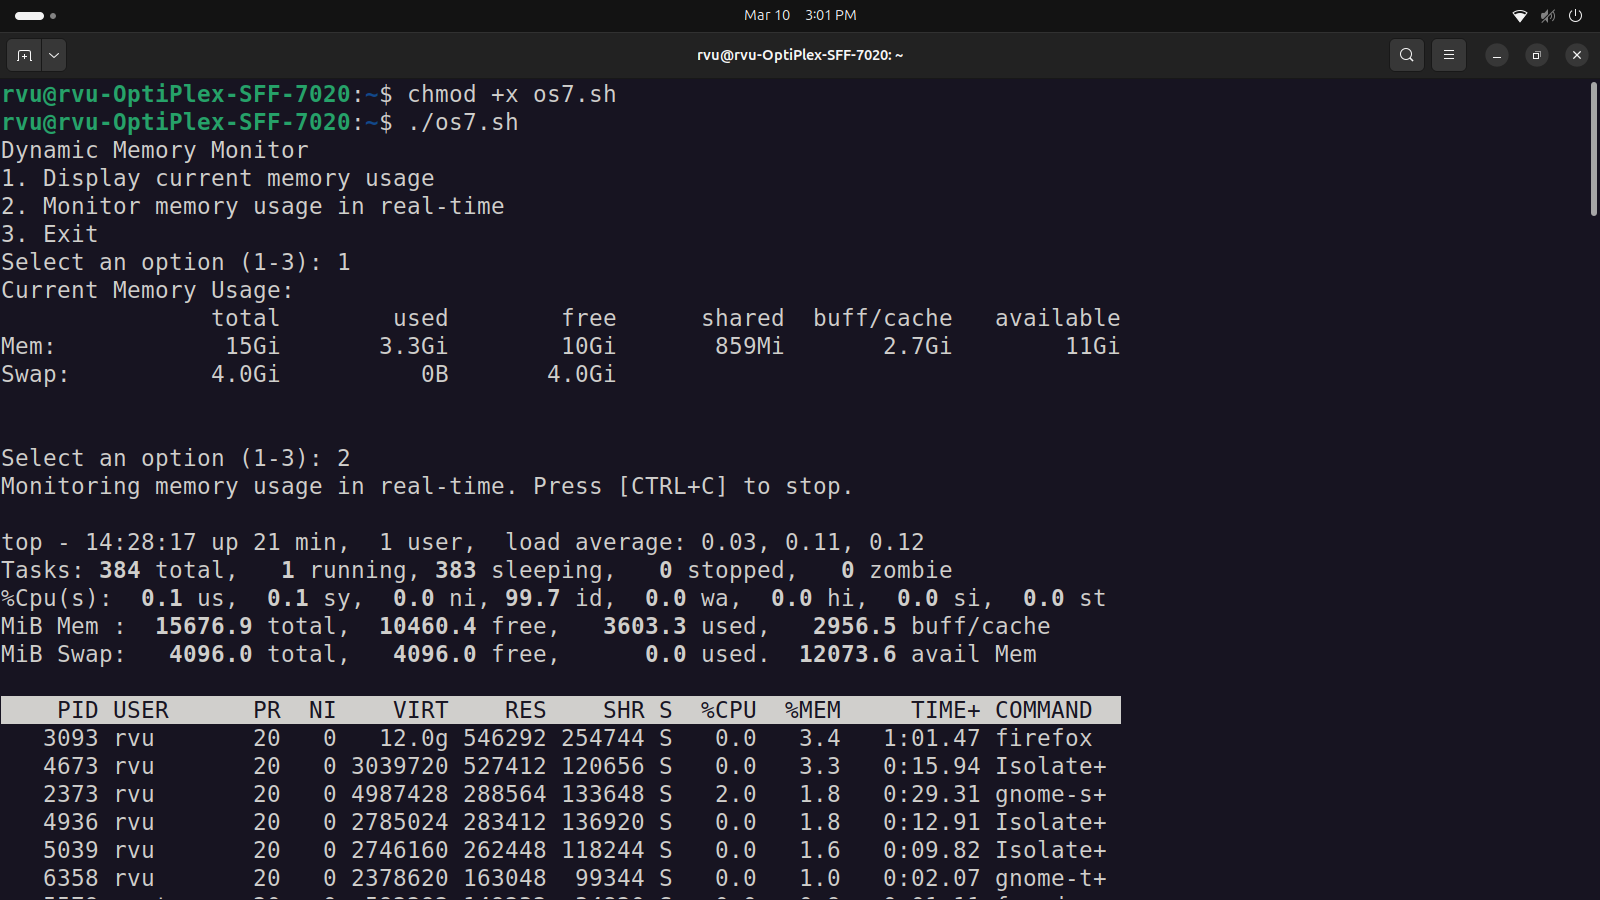 Mar 10 3:01 PM
rvu@rvu-OptiPlex-SFF-7020: ~
rvu@rvu-OptiPlex-SFF-7020:~$ chmod +x os7.sh
rvu@rvu-OptiPlex-SFF-7020:~$ ./os7.sh
Dynamic Memory Monitor
1. Display current memory usage
2. Monitor memory usage in real-time
3. Exit
Select an option (1-3): 1
Current Memory Usage:
               total        used        free      shared  buff/cache   available
Mem:            15Gi       3.3Gi        10Gi       859Mi       2.7Gi        11Gi
Swap:          4.0Gi          0B       4.0Gi
Select an option (1-3): 2
Monitoring memory usage in real-time. Press [CTRL+C] to stop.
top - 14:28:17 up 21 min,  1 user,  load average: 0.03, 0.11, 0.12
Tasks: 384 total,   1 running, 383 sleeping,   0 stopped,   0 zombie
%Cpu(s):  0.1 us,  0.1 sy,  0.0 ni, 99.7 id,  0.0 wa,  0.0 hi,  0.0 si,  0.0 st
MiB Mem :  15676.9 total,  10460.4 free,   3603.3 used,   2956.5 buff/cache
MiB Swap:   4096.0 total,   4096.0 free,      0.0 used.  12073.6 avail Mem
    PID USER      PR  NI    VIRT    RES    SHR S  %CPU  %MEM     TIME+ COMMAND
   3093 rvu       20   0   12.0g 546292 254744 S   0.0   3.4   1:01.47 firefox
   4673 rvu       20   0 3039720 527412 120656 S   0.0   3.3   0:15.94 Isolate+
   2373 rvu       20   0 4987428 288564 133648 S   2.0   1.8   0:29.31 gnome-s+
   4936 rvu       20   0 2785024 283412 136920 S   0.0   1.8   0:12.91 Isolate+
   5039 rvu       20   0 2746160 262448 118244 S   0.0   1.6   0:09.82 Isolate+
   6358 rvu       20   0 2378620 163048  99344 S   0.0   1.0   0:02.07 gnome-t+